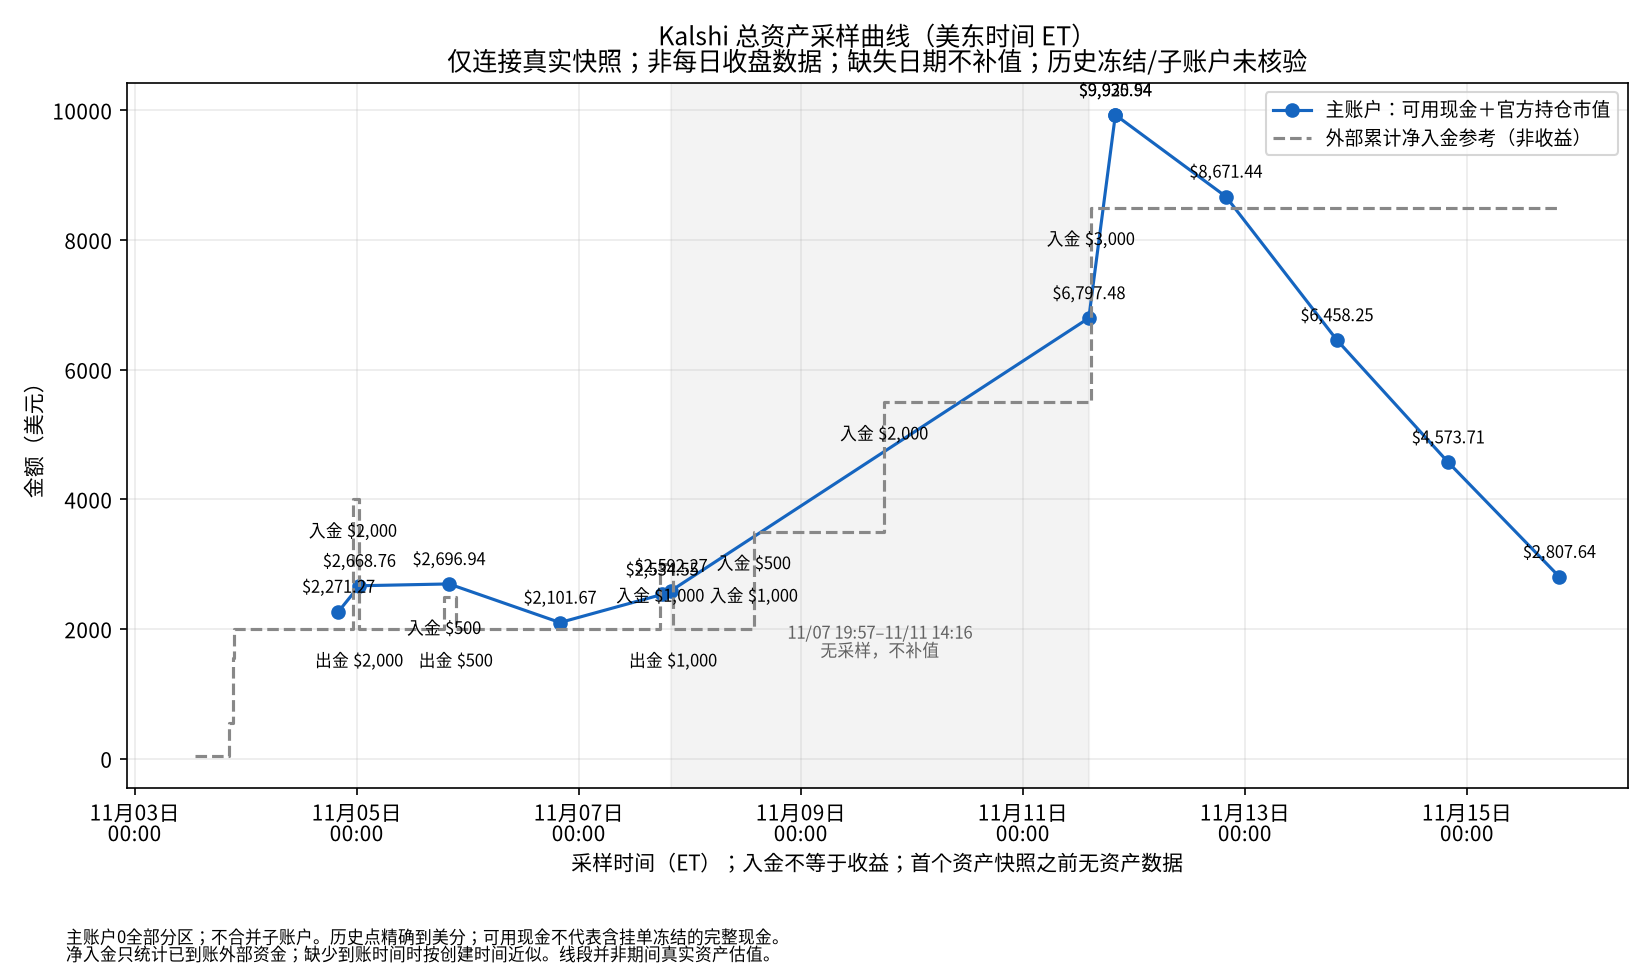 Kalshi 总资产采样曲线（美东时间 ET）
仅连接真实快照；非每日收盘数据；缺失日期不补值；历史冻结/子账户未核验
主账户：可用现金＋官方持仓市值
外部累计净入金参考（非收益）
金额（美元）
10000
8000
6000
4000
2000
0
$8,671.44
入金 $3,000
$6,797.48
$6,458.25
入金 $2,000
$4,573.71
入金 $2,000
$2,668.76
$2,696.94
$2,271.27
$2,101.67
$2,592.27
入金 $500
入金 $1,000
入金 $1,000
$2,807.64
入金 $500
11/07 19:57–11/11 14:16
无采样，不补值
出金 $2,000
出金 $500
出金 $1,000
11月03日
00:00
11月05日
00:00
11月07日
00:00
11月09日
00:00
11月11日
00:00
11月13日
00:00
11月15日
00:00
采样时间（ET）；入金不等于收益；首个资产快照之前无资产数据
主账户0全部分区；不合并子账户。历史点精确到美分；可用现金不代表含挂单冻结的完整现金。
净入金只统计已到账外部资金；缺少到账时间时按创建时间近似。线段并非期间真实资产估值。